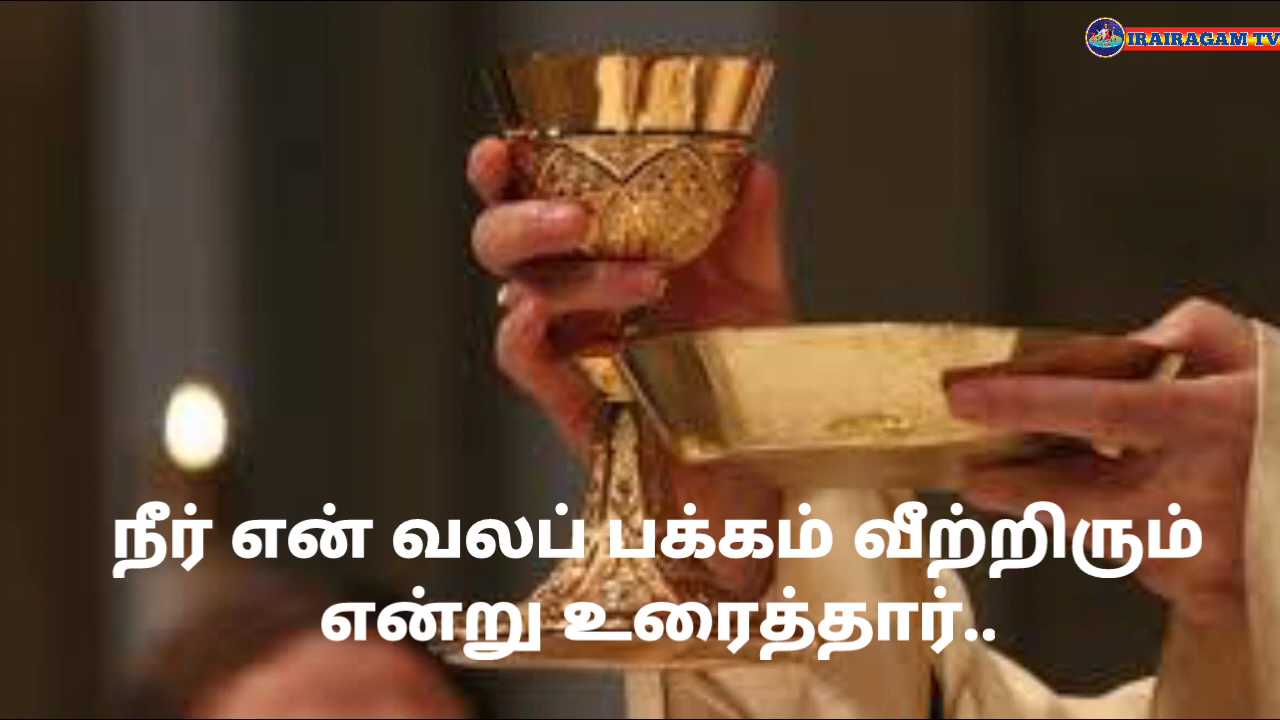 IRAIRAGAM TV
நீர் என் வலப் பக்கம் வீற்றிரும்
என்று உரைத்தார்..